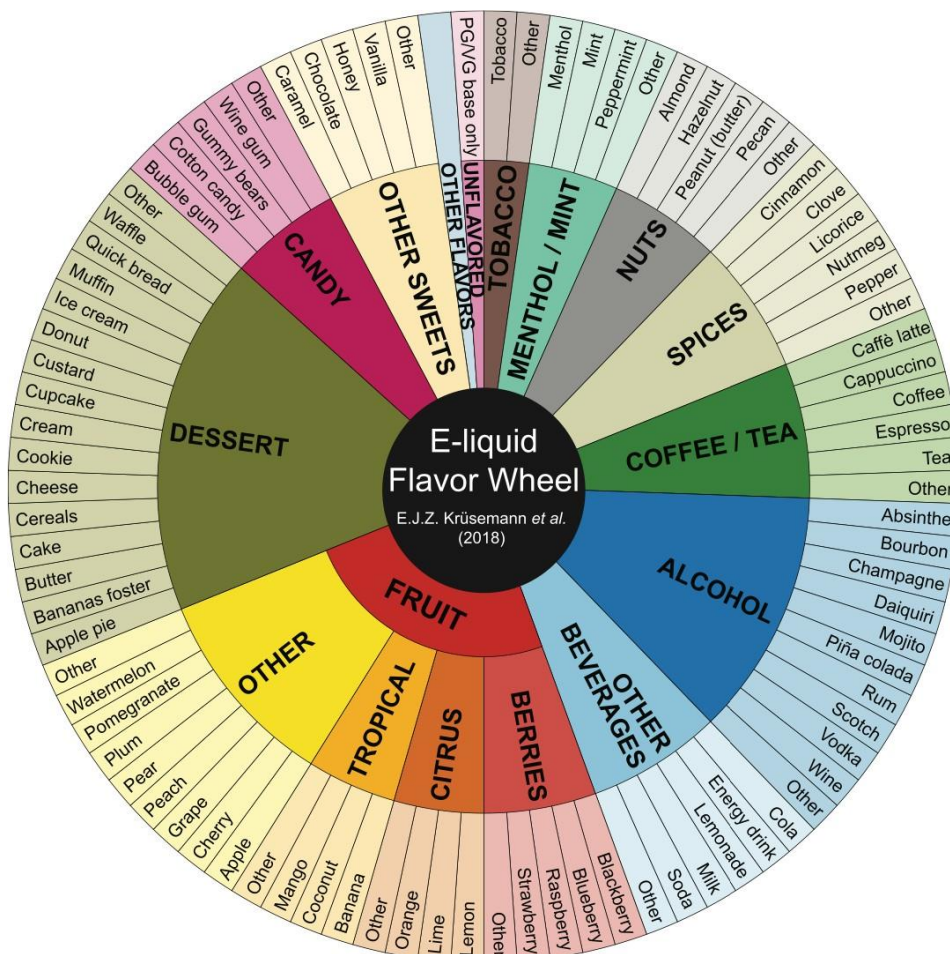 E-liquid
Flavor Wheel
E.J.Z. Krüsemann et al.
(2018)
TOBACCO
Tobacco
Other
MENTHOL / MINT
Menthol
Mint
Peppermint
Other
NUTS
Almond
Hazelnut
Peanut (butter)
Pecan
Other
SPICES
Cinnamon
Clove
Licorice
Nutmeg
Pepper
Other
COFFEE / TEA
Caffè latte
Cappuccino
Coffee
Espresso
Tea
Other
ALCOHOL
Absinthe
Bourbon
Champagne
Daiquiri
Mojito
Piña colada
Rum
Scotch
Vodka
Wine
Other
OTHER
BEVERAGES
Cola
Energy drink
Lemonade
Milk
Soda
Other
FRUIT
BERRIES
Blackberry
Blueberry
Raspberry
Strawberry
Other
CITRUS
Lemon
Lime
Orange
Other
TROPICAL
Banana
Coconut
Mango
Other
OTHER
Apple
Cherry
Grape
Peach
Pear
Plum
Pomegranate
Watermelon
Other
DESSERT
Apple pie
Bananas foster
Butter
Cake
Cereals
Cheese
Cookie
Cream
Cupcake
Custard
Donut
Ice cream
Muffin
Quick bread
Waffle
Other
CANDY
Bubble gum
Cotton candy
Gummy bears
Wine gum
Other
OTHER SWEETS
Caramel
Chocolate
Honey
Vanilla
Other
OTHER FLAVORS
UNFLAVORED
PG/VG base only